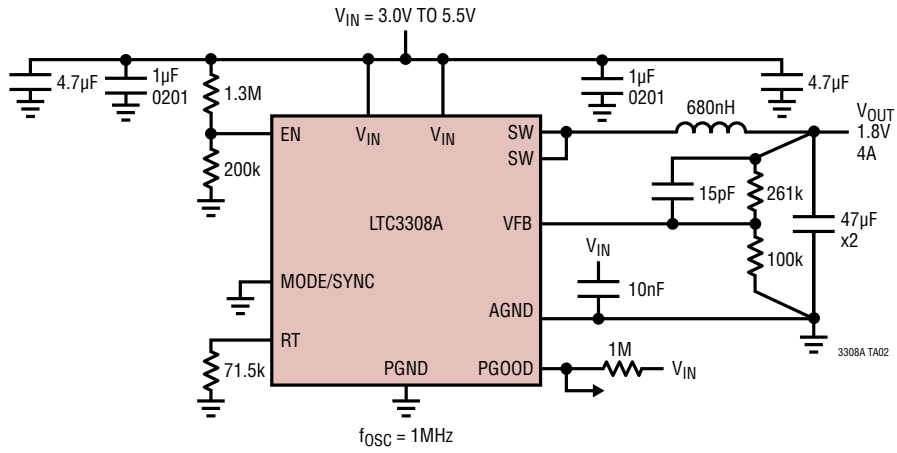 V_IN = 3.0V TO 5.5V
4.7µF
1µF
0201
1.3M
1µF
0201
4.7µF
680nH
V_OUT
1.8V
4A
EN
V_IN
V_IN
SW
SW
200k
15pF
261k
LTC3308A
VFB
47µF
x2
V_IN
100k
MODE/SYNC
10nF
AGND
RT
1M
3308A TA02
71.5k
PGND
PGOOD
V_IN
f_OSC = 1MHz